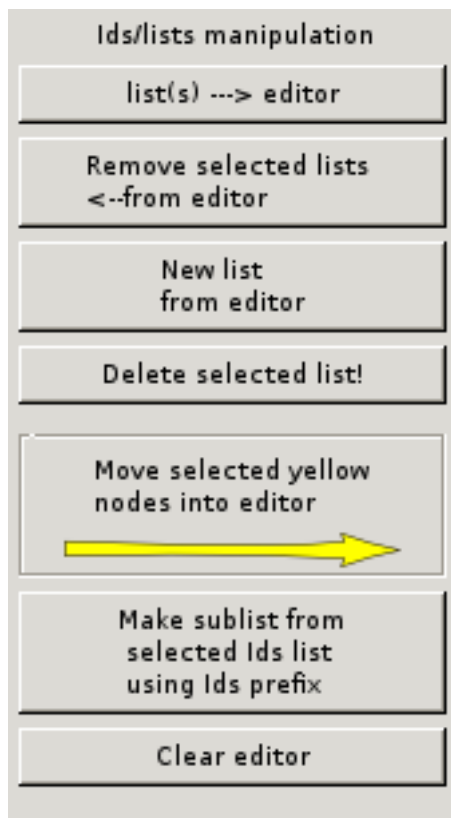 Ids/lists manipulation
list(s) ---> editor
Remove selected lists
<--from editor
New list
from editor
Delete selected list!
Move selected yellow
nodes into editor
Make sublist from
selected Ids list
using Ids prefix
Clear editor